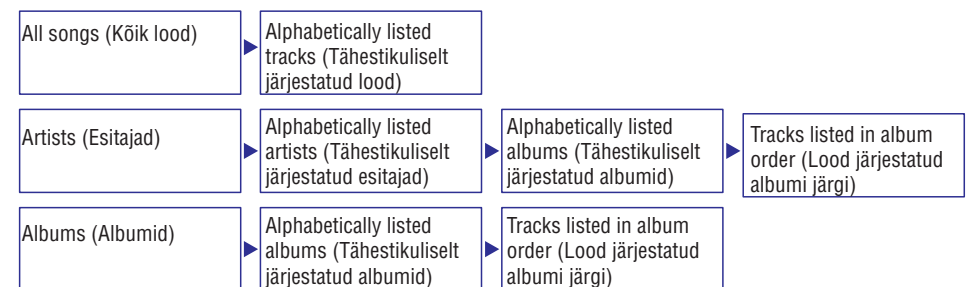 All songs (Kõik lood)
Alphabetically listed
tracks (Tähestikuliselt
järjestatud lood)
Artists (Esitajad)
Alphabetically listed
artists (Tähestikuliselt
järjestatud esitajad)
Alphabetically listed
albums (Tähestikuliselt
järjestatud albumid)
Tracks listed in album
order (Lood järjestatud
albumi järgi)
Albums (Albumid)
Alphabetically listed
albums (Tähestikuliselt
järjestatud albumid)
Tracks listed in album
order (Lood järjestatud
albumi järgi)